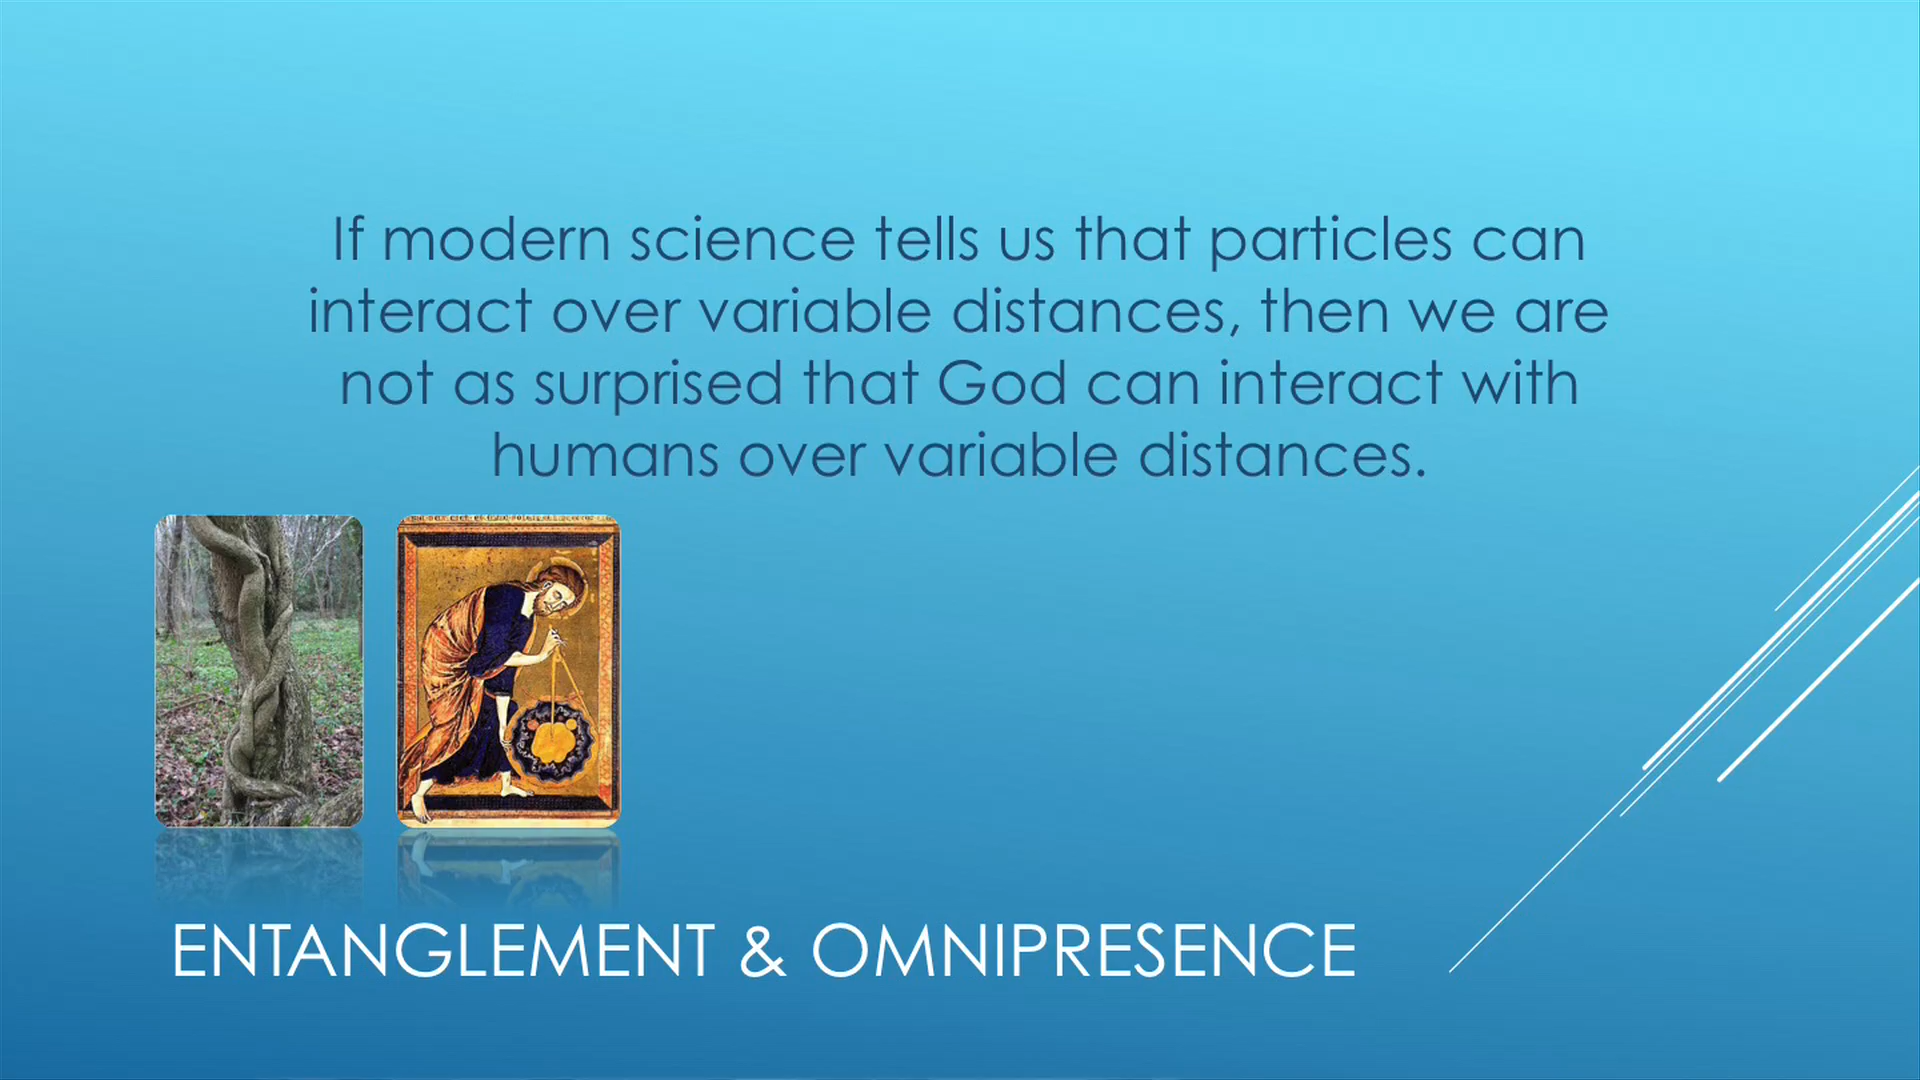 If modern science tells us that particles can
interact over variable distances, then we are
not as surprised that God can interact with
humans over variable distances.
ENTANGLEMENT & OMNIPRESENCE